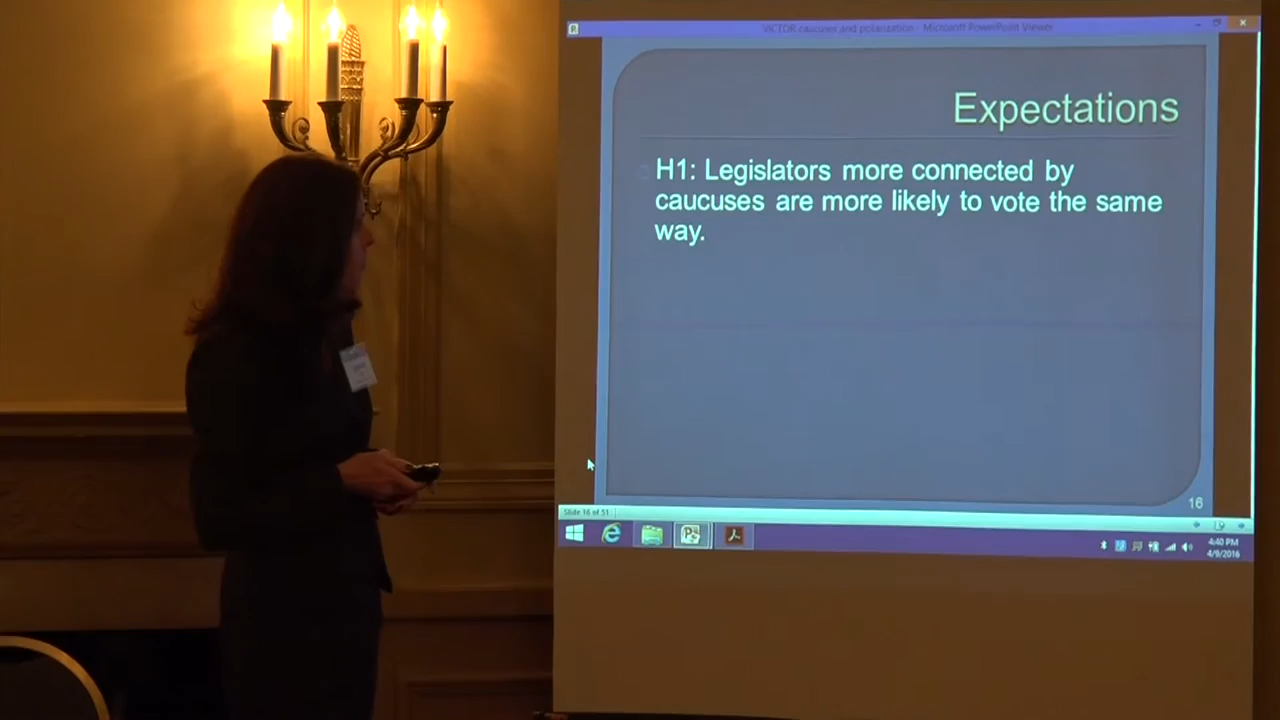 VICTOR caucuses and polarization - Microsoft PowerPoint Viewer
Expectations
H1: Legislators more connected by
caucuses are more likely to vote the same
way.
16
Slide 16 of 51
4:40 PM
4/9/2016